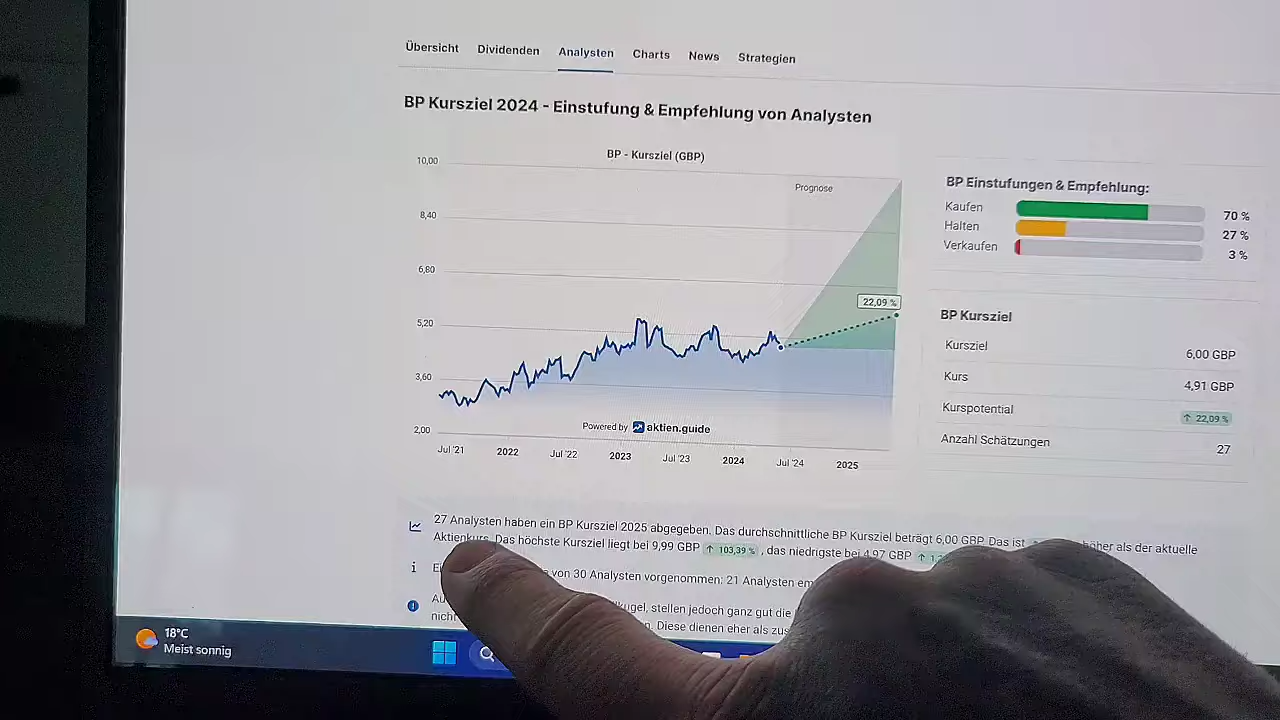 Übersicht Dividenden Analysten Charts News Strategien
BP Kursziel 2024 - Einstufung & Empfehlung von Analysten
BP - Kursziel (GBP)
10,00
Prognose
8,40
6,80
22,09 %
5,20
3,60
2,00
Powered by aktien.guide
Jul '21 2022 Jul '22 2023 Jul '23 2024 Jul '24 2025
BP Einstufungen & Empfehlung:
Kaufen 70 %
Halten 27 %
Verkaufen 3 %
BP Kursziel
Kursziel 6,00 GBP
Kurs 4,91 GBP
Kurspotential ↑ 22,09 %
Anzahl Schätzungen 27
27 Analysten haben ein BP Kursziel 2025 abgegeben. Das durchschnittliche BP Kursziel beträgt 6,00 GBP. Das ist höher als der aktuelle
Aktienkurs. Das höchste Kursziel liegt bei 9,99 GBP ↑ 103,39 % , das niedrigste bei 4,97 GBP
von 30 Analysten vorgenommen: 21 Analysten
stellen jedoch ganz gut die
nicht Diese dienen eher als
18°C
Meist sonnig